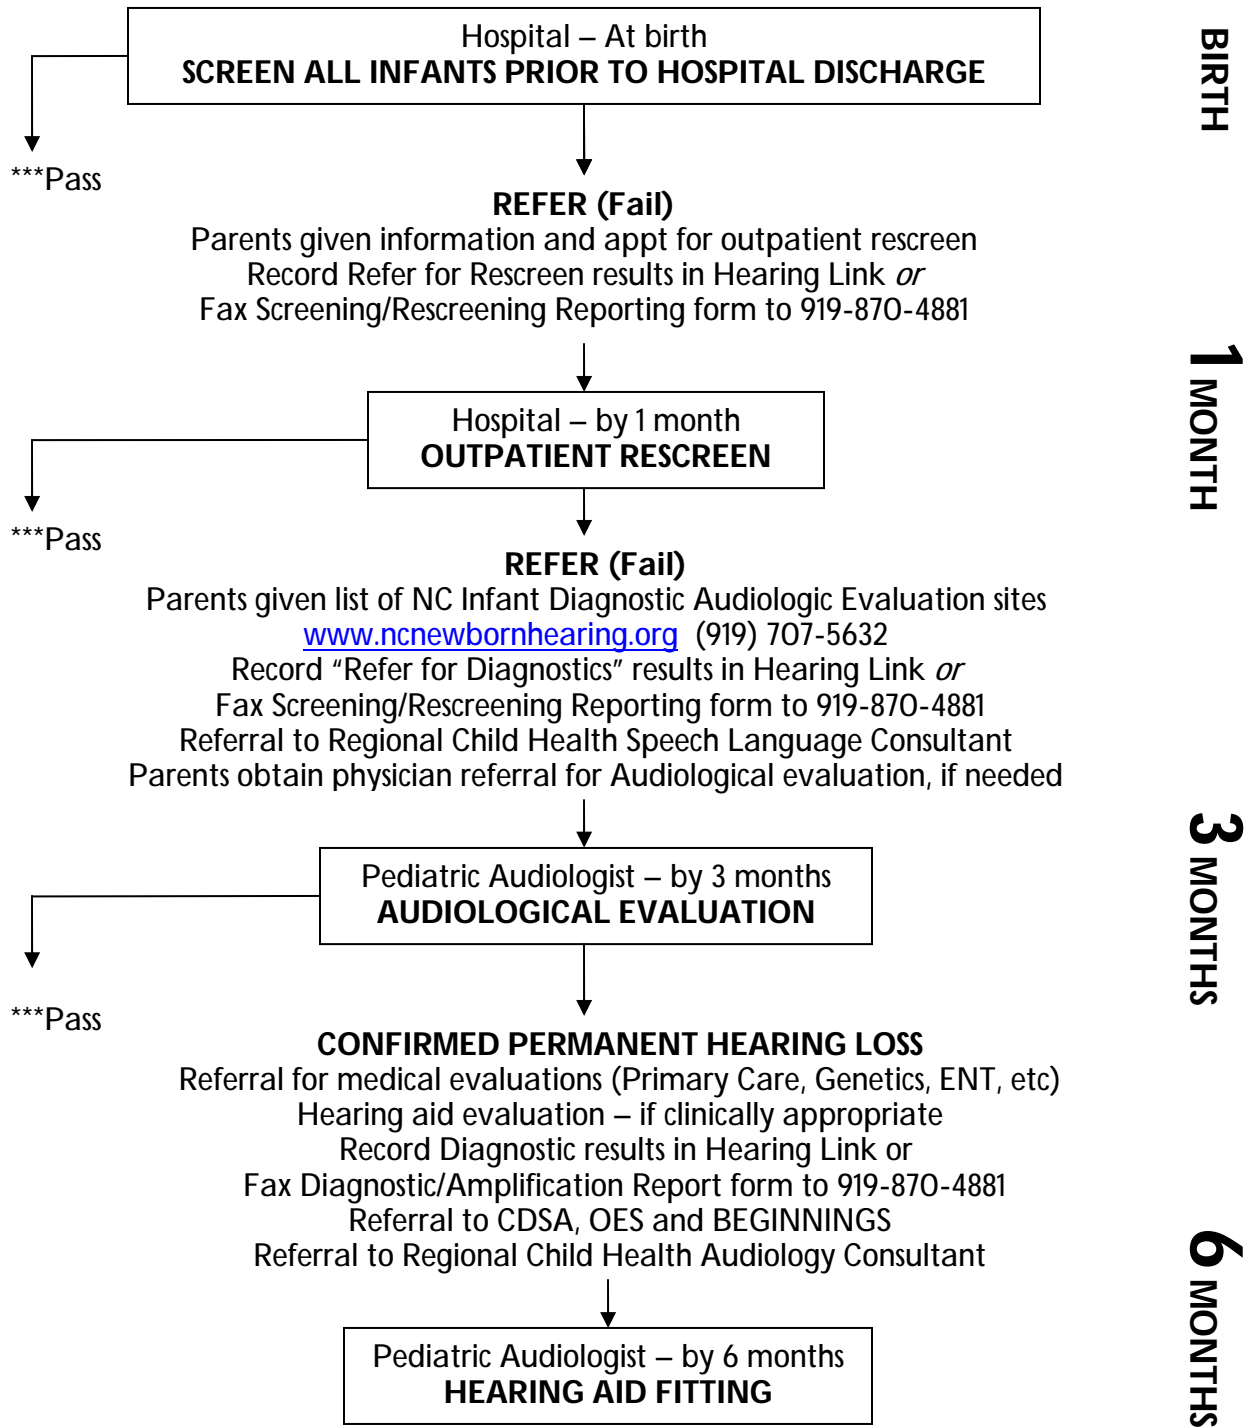 Hospital – At birth
SCREEN ALL INFANTS PRIOR TO HOSPITAL DISCHARGE
BIRTH
***Pass
REFER (Fail)
Parents given information and appt for outpatient rescreen
Record Refer for Rescreen results in Hearing Link or
Fax Screening/Rescreening Reporting form to 919-870-4881
1 MONTH
Hospital – by 1 month
OUTPATIENT RESCREEN
***Pass
REFER (Fail)
Parents given list of NC Infant Diagnostic Audiologic Evaluation sites
www.ncnewbornhearing.org (919) 707-5632
Record “Refer for Diagnostics” results in Hearing Link or
Fax Screening/Rescreening Reporting form to 919-870-4881
Referral to Regional Child Health Speech Language Consultant
Parents obtain physician referral for Audiological evaluation, if needed
3 MONTHS
Pediatric Audiologist – by 3 months
AUDIOLOGICAL EVALUATION
***Pass
CONFIRMED PERMANENT HEARING LOSS
Referral for medical evaluations (Primary Care, Genetics, ENT, etc)
Hearing aid evaluation – if clinically appropriate
Record Diagnostic results in Hearing Link or
Fax Diagnostic/Amplification Report form to 919-870-4881
Referral to CDSA, OES and BEGINNINGS
Referral to Regional Child Health Audiology Consultant
6 MONTHS
Pediatric Audiologist – by 6 months
HEARING AID FITTING